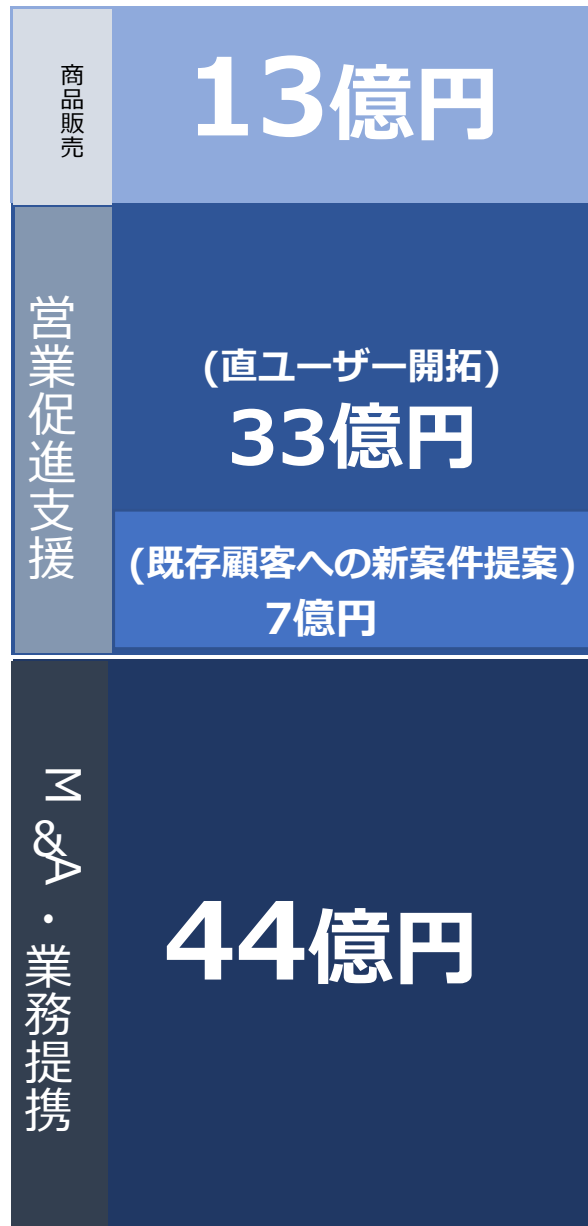 商品販売
13億円
営業促進支援
(直ユーザー開拓)
33億円
(既存顧客への新案件提案)
7億円
M&A・業務提携
44億円